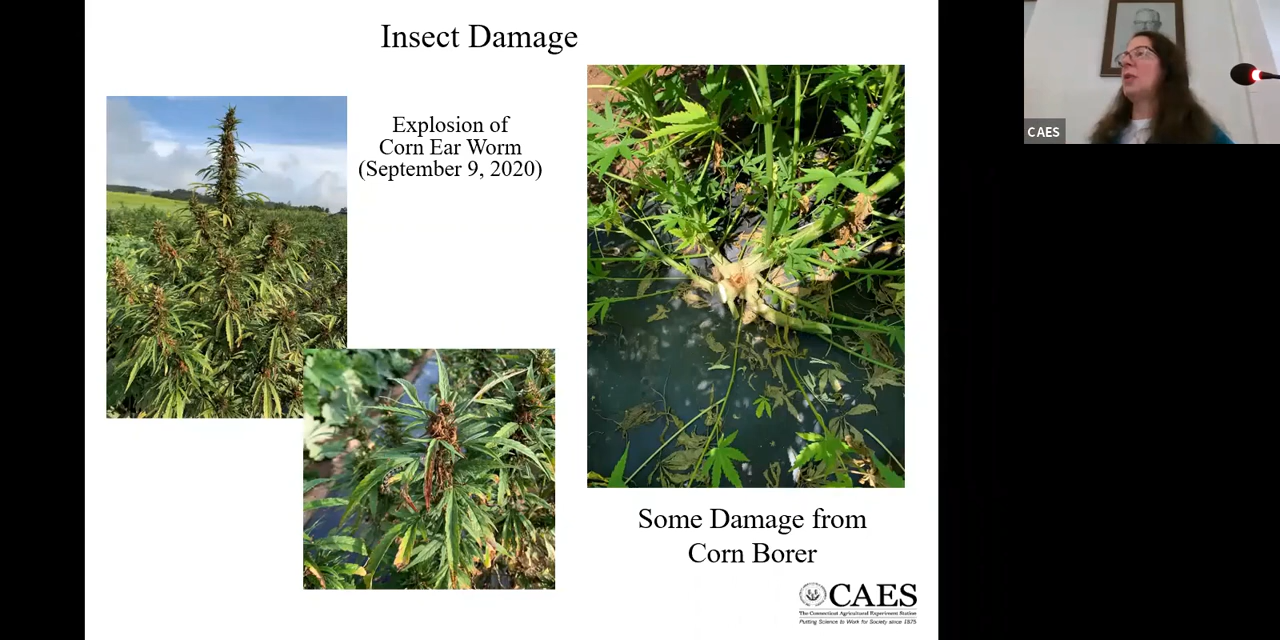 Insect Damage
Explosion of
Corn Ear Worm
(September 9, 2020)
Some Damage from
Corn Borer
CAES
The Connecticut Agricultural Experiment Station
Putting Science to Work for Society since 1875
CAES